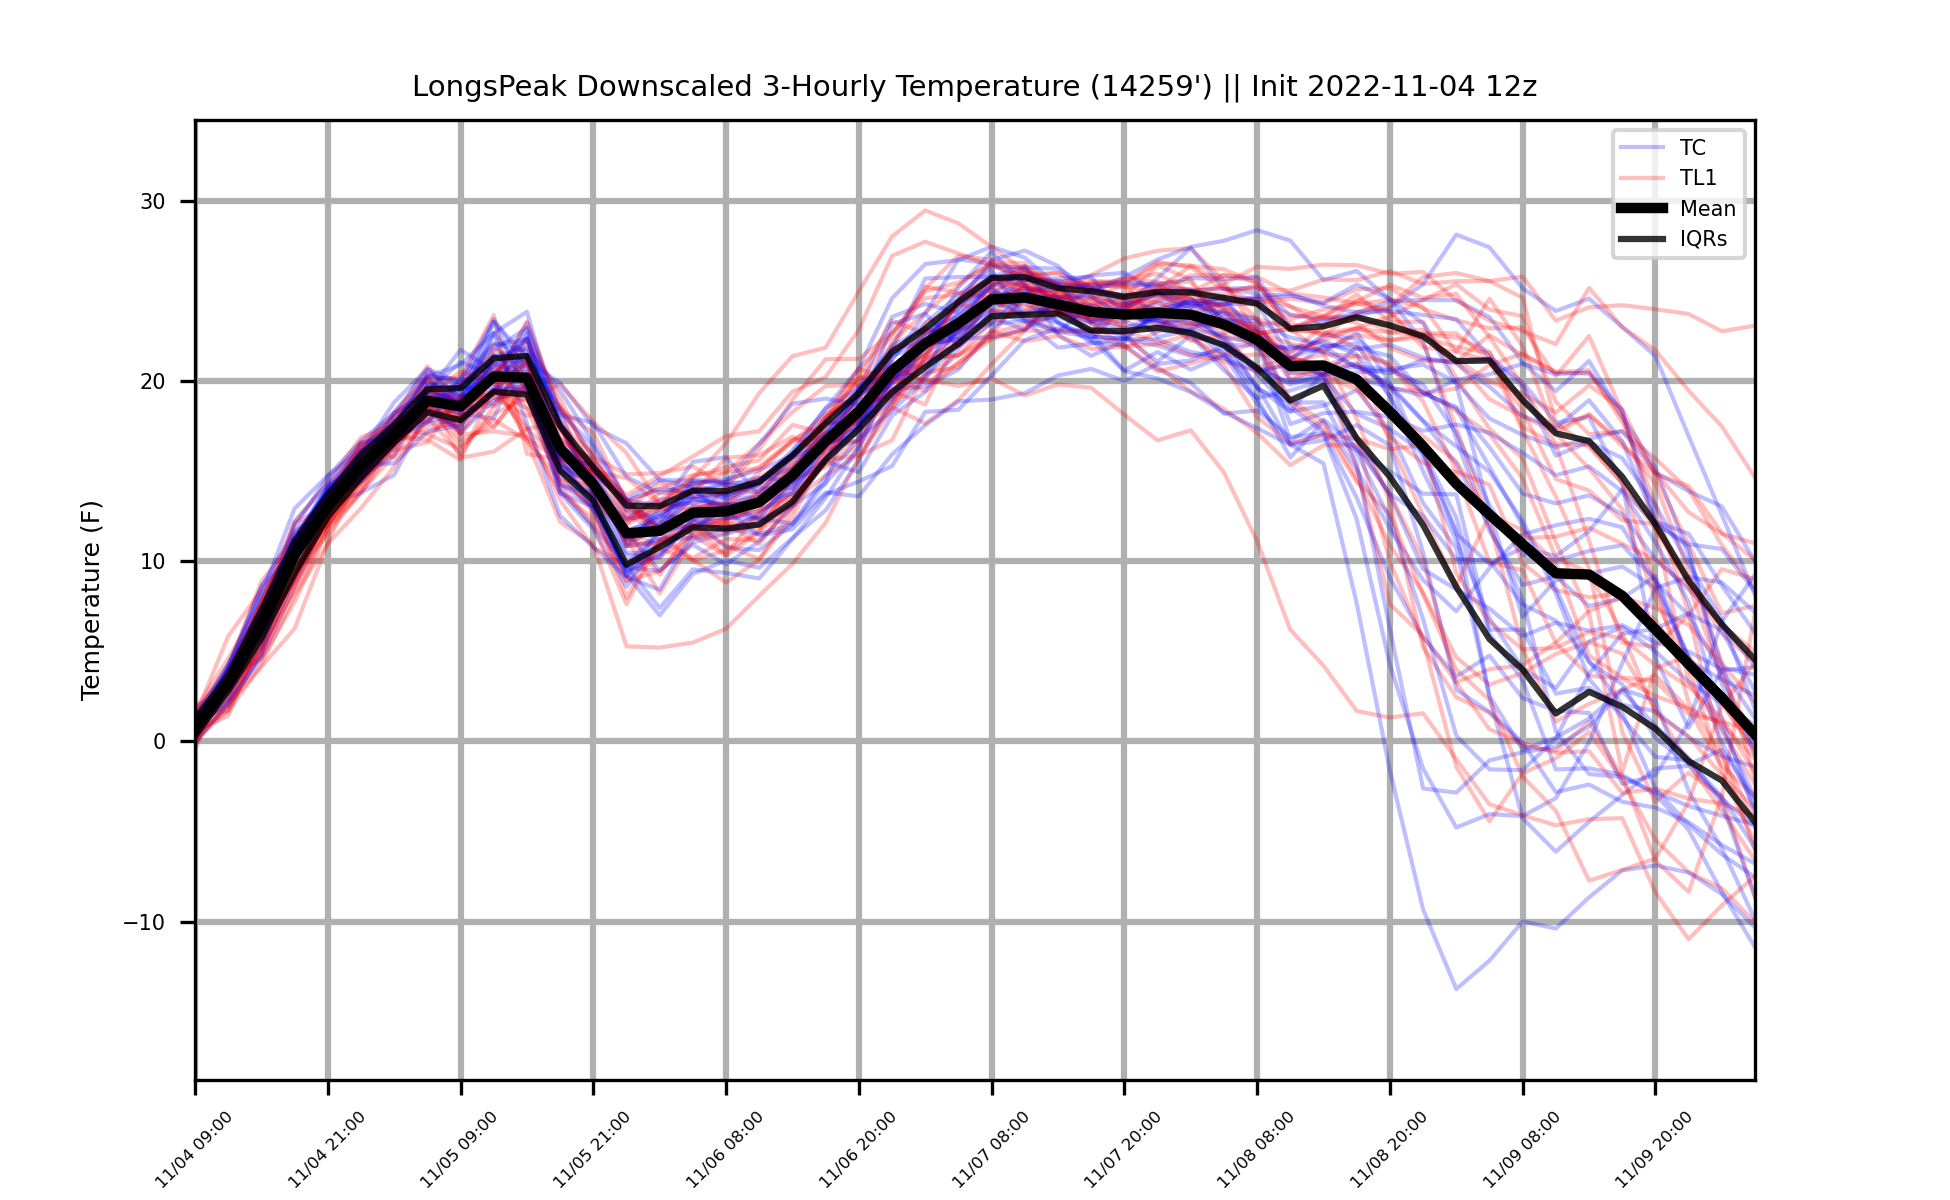 LongsPeak Downscaled 3-Hourly Temperature (14259') || Init 2022-11-04 12z
TC
TL1
Mean
IQRs
Temperature (F)
30
20
10
0
−10
11/04 09:00
11/04 21:00
11/05 09:00
11/05 21:00
11/06 08:00
11/06 20:00
11/07 08:00
11/07 20:00
11/08 08:00
11/08 20:00
11/09 08:00
11/09 20:00